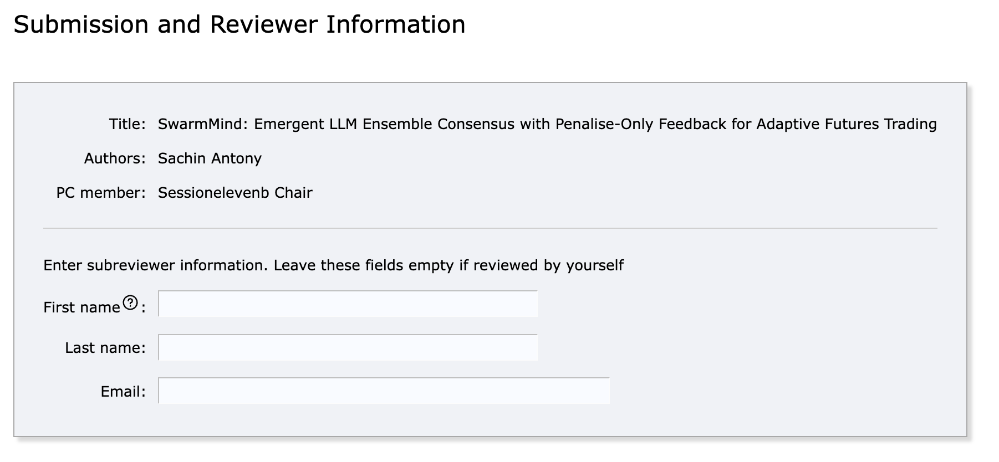 Submission and Reviewer Information
Title: SwarmMind: Emergent LLM Ensemble Consensus with Penalise-Only Feedback for Adaptive Futures Trading
Authors: Sachin Antony
PC member: Sessionelevenb Chair
Enter subreviewer information. Leave these fields empty if reviewed by yourself
First name ? :
Last name:
Email: